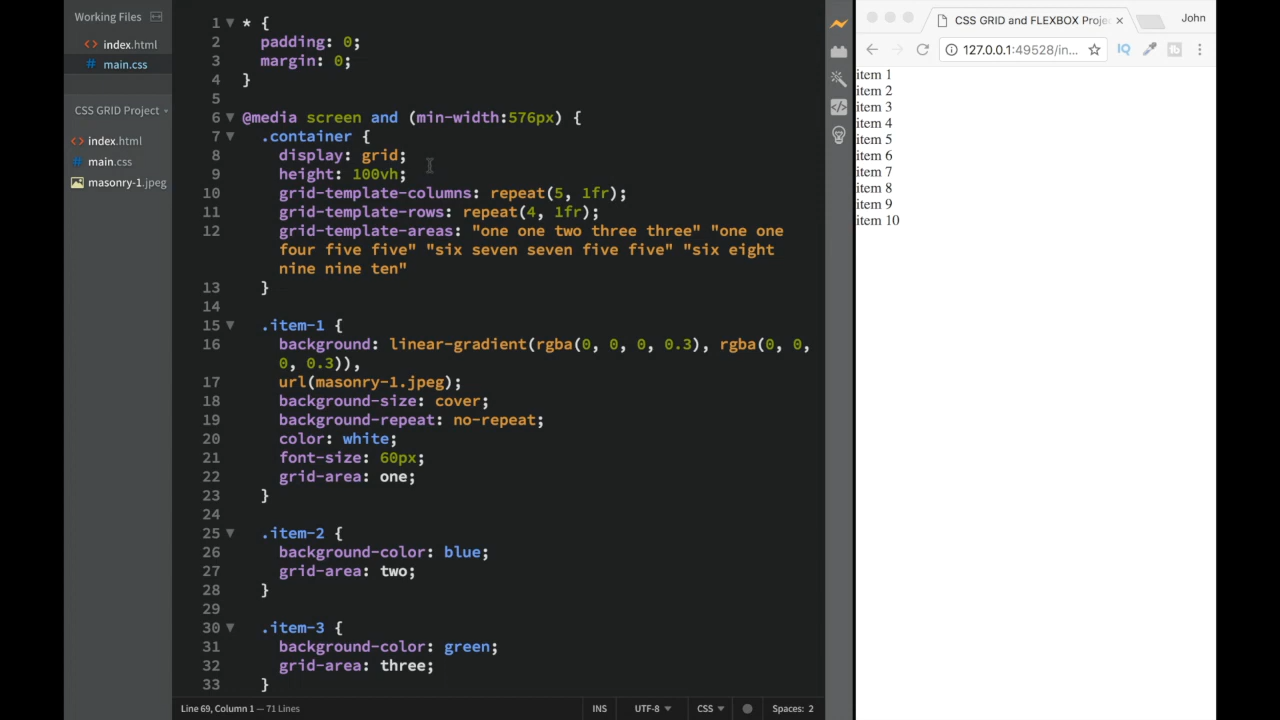 Working Files
index.html
main.css
CSS GRID Project
index.html
main.css
masonry-1.jpeg
1 * {
2 padding: 0;
3 margin: 0;
4 }
5
6 @media screen and (min-width:576px) {
7 .container {
8 display: grid;
9 height: 100vh;
10 grid-template-columns: repeat(5, 1fr);
11 grid-template-rows: repeat(4, 1fr);
12 grid-template-areas: "one one two three three" "one one
four five five" "six seven seven five five" "six eight
nine nine ten"
13 }
14
15 .item-1 {
16 background: linear-gradient(rgba(0, 0, 0, 0.3), rgba(0, 0,
0, 0.3)),
17 url(masonry-1.jpeg);
18 background-size: cover;
19 background-repeat: no-repeat;
20 color: white;
21 font-size: 60px;
22 grid-area: one;
23 }
24
25 .item-2 {
26 background-color: blue;
27 grid-area: two;
28 }
29
30 .item-3 {
31 background-color: green;
32 grid-area: three;
33 }
Line 69, Column 1 — 71 Lines
INS
UTF-8
CSS
Spaces: 2
CSS GRID and FLEXBOX Proje
John
127.0.0.1:49528/in...
IQ
item 1
item 2
item 3
item 4
item 5
item 6
item 7
item 8
item 9
item 10